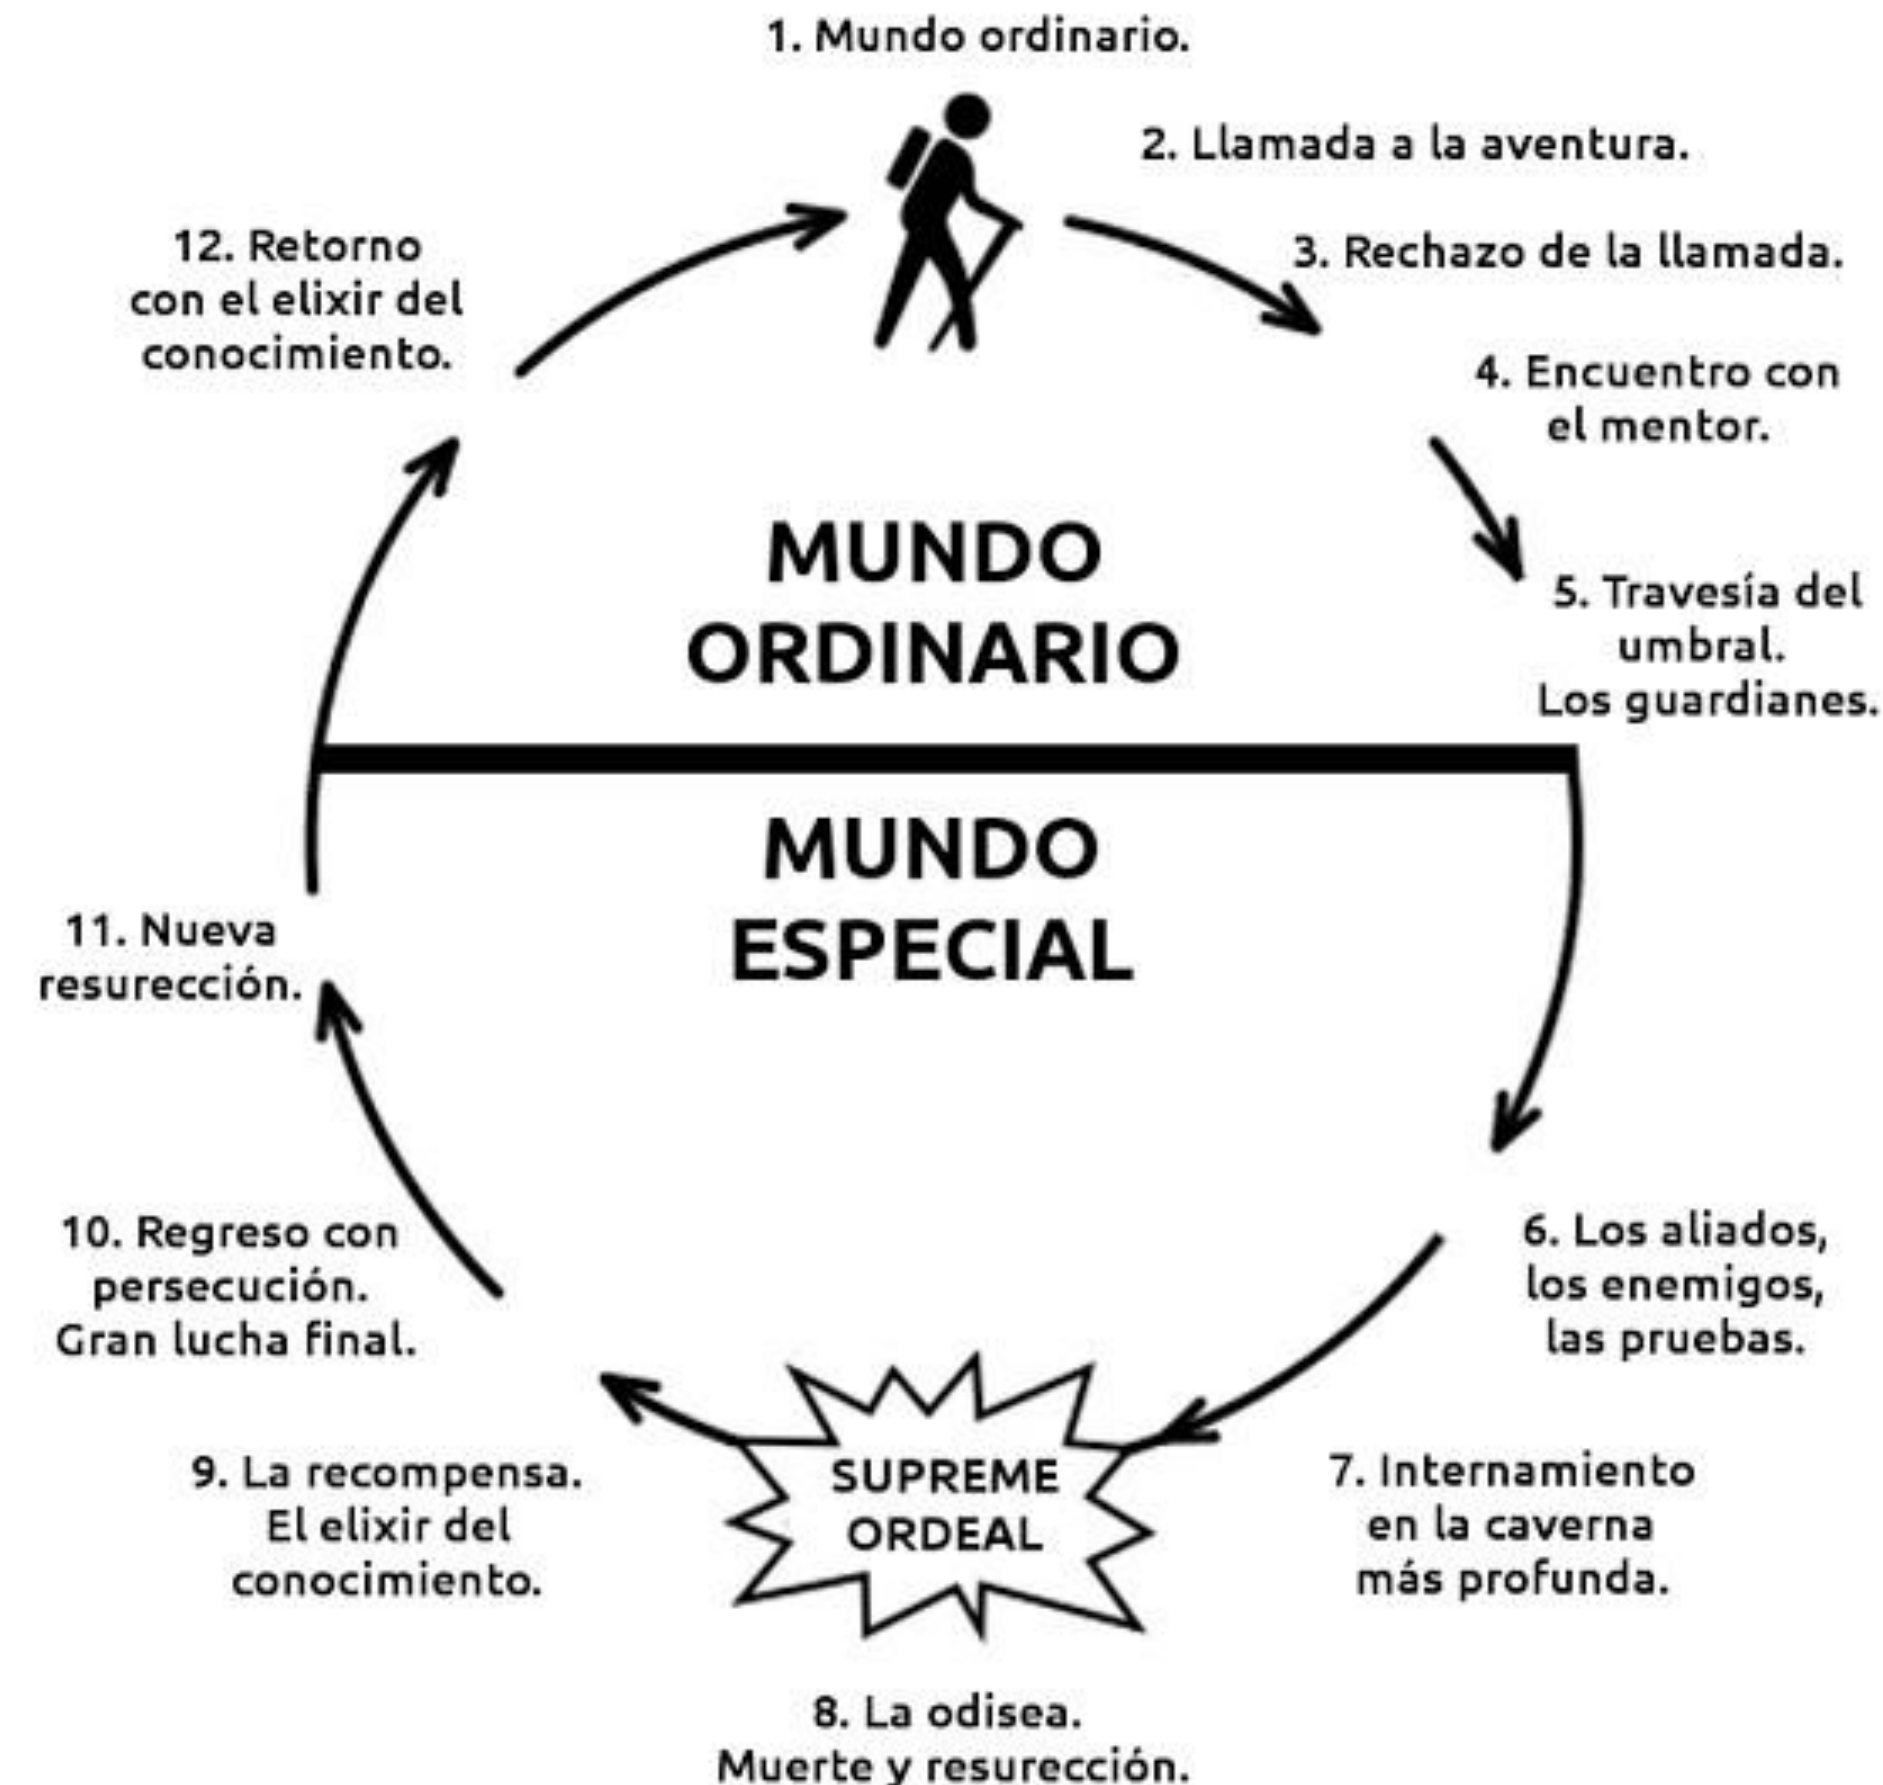 1. Mundo ordinario.
2. Llamada a la aventura.
3. Rechazo de la llamada.
4. Encuentro con
el mentor.
5. Travesía del
umbral.
Los guardianes.
6. Los aliados,
los enemigos,
las pruebas.
7. Internamiento
en la caverna
más profunda.
8. La odisea.
Muerte y resurección.
9. La recompensa.
El elixir del
conocimiento.
10. Regreso con
persecución.
Gran lucha final.
11. Nueva
resurección.
12. Retorno
con el elixir del
conocimiento.
MUNDO
ORDINARIO
MUNDO
ESPECIAL
SUPREME
ORDEAL